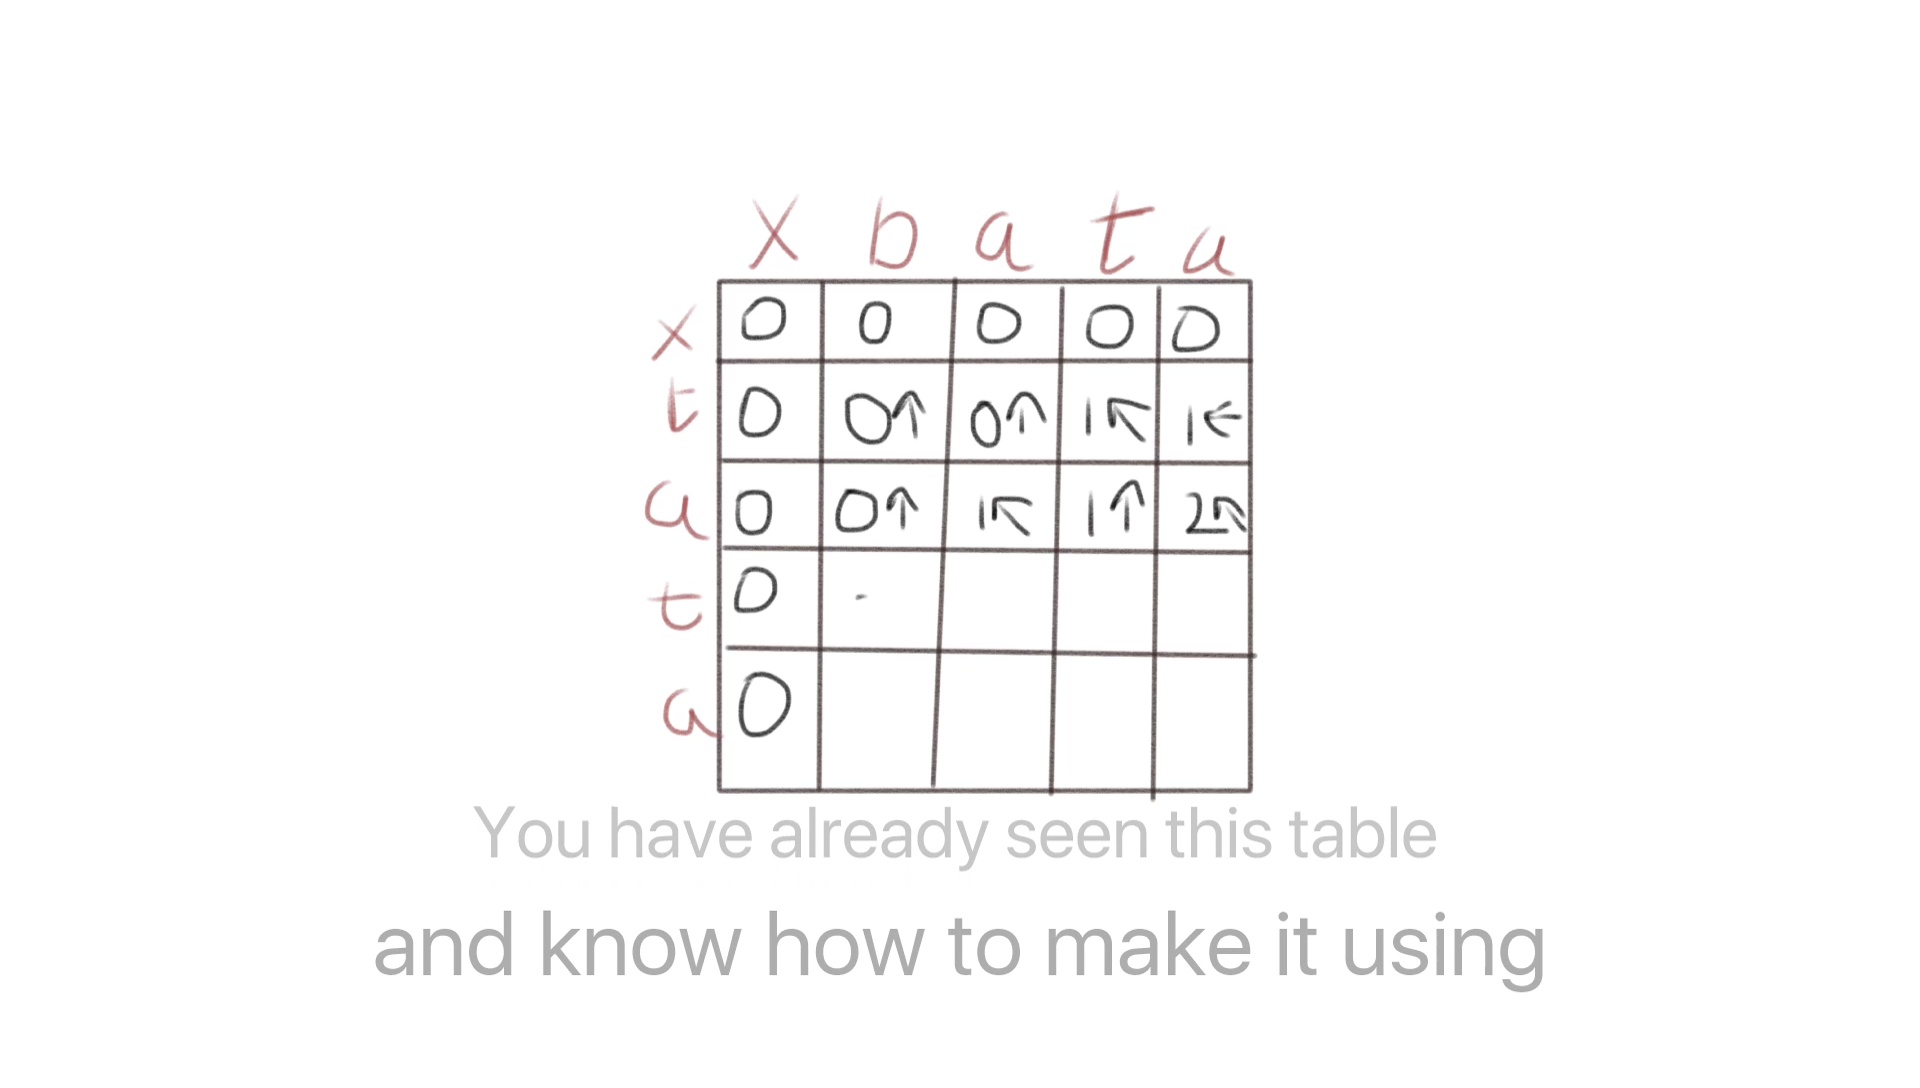 x b a t a
x 0 0 0 0 0
t 0 0↑ 0↑ 1↖ 1←
a 0 0↑ 1↖ 1↑ 2↖
t 0 -
a 0
You have already seen this table
and know how to make it using